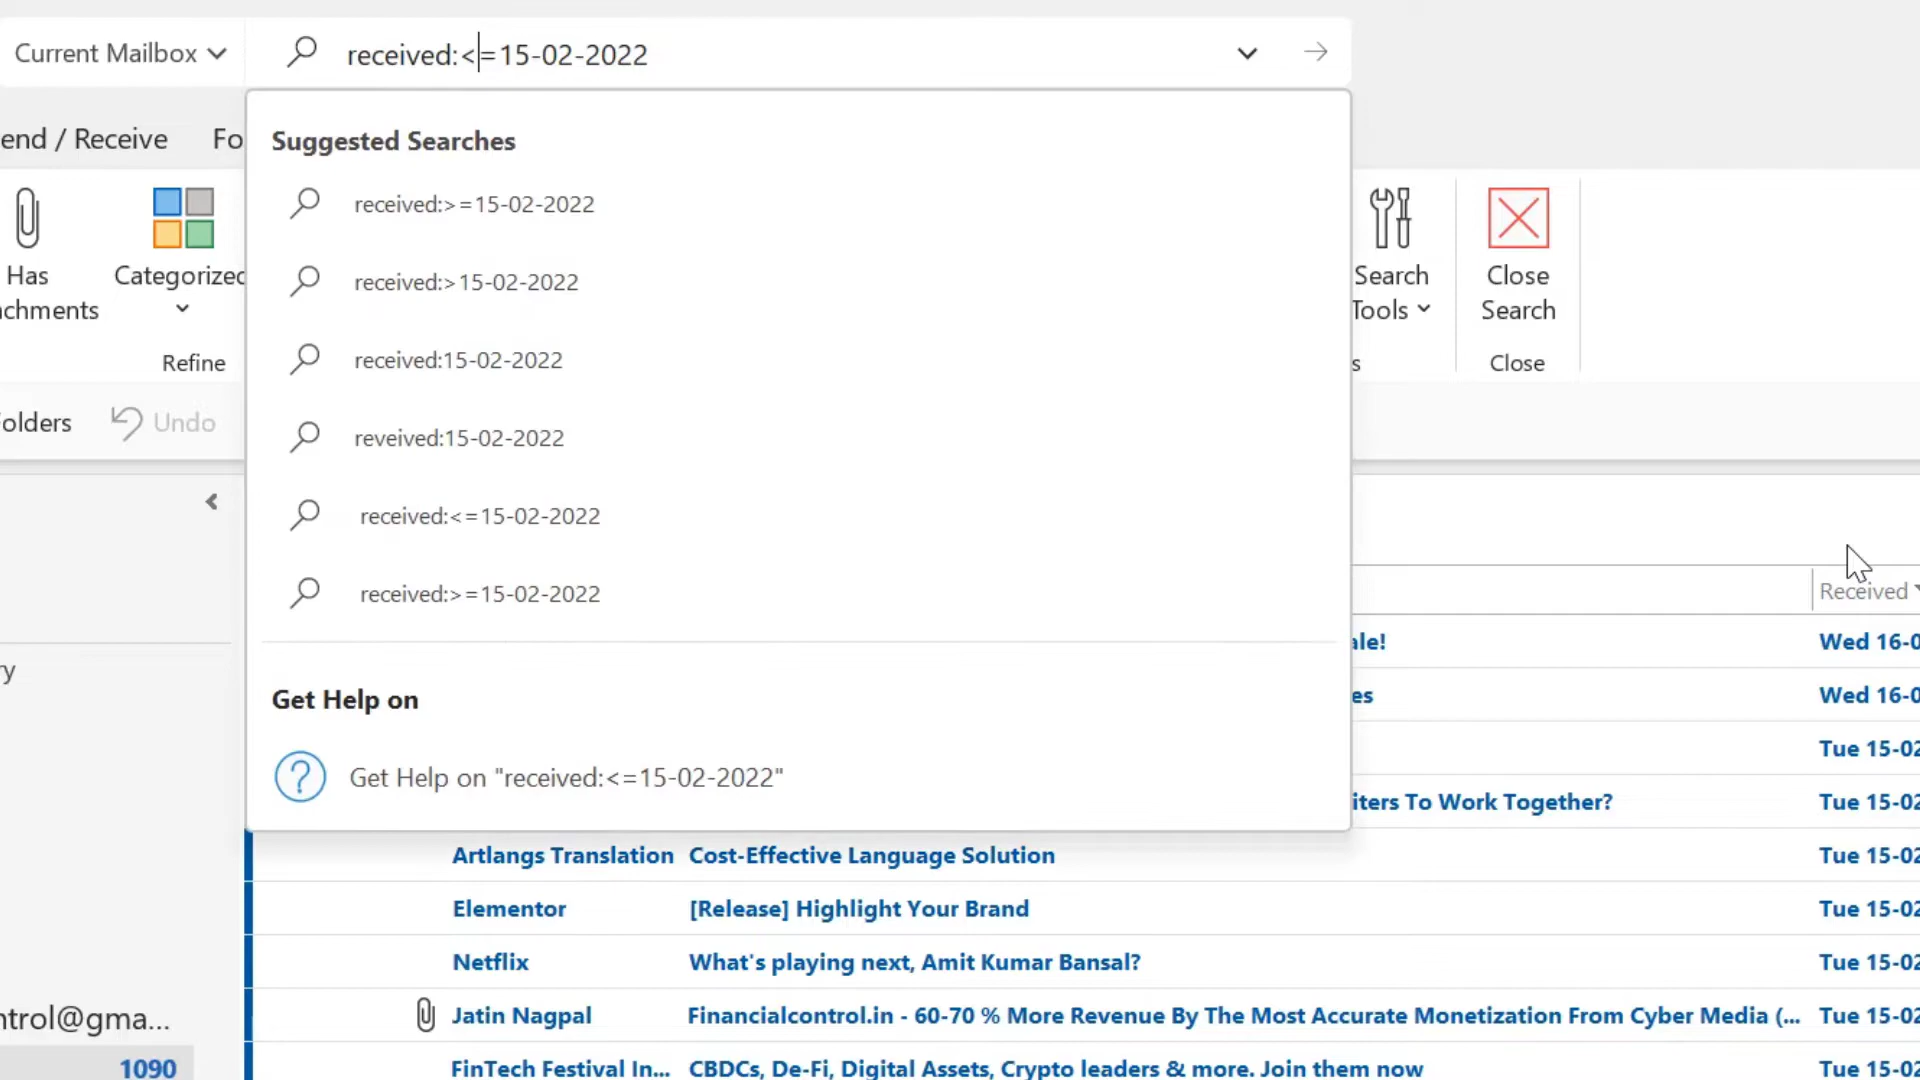 Current Mailbox
received:<=15-02-2022
end / Receive
Fo
Suggested Searches
received:>=15-02-2022
received:>15-02-2022
received:15-02-2022
reveived:15-02-2022
received:<=15-02-2022
received:>=15-02-2022
Get Help on
Get Help on "received:<=15-02-2022"
Has
achments
Categorized
Refine
Search
Tools
s
Close
Search
Close
olders
Undo
Received
ry
ale!
Wed 16-0
es
Wed 16-0
Tue 15-02
iters To Work Together?
Tue 15-02
Artlangs Translation Cost-Effective Language Solution Tue 15-02
Elementor [Release] Highlight Your Brand Tue 15-02
Netflix What's playing next, Amit Kumar Bansal? Tue 15-02
Jatin Nagpal Financialcontrol.in - 60-70 % More Revenue By The Most Accurate Monetization From Cyber Media (... Tue 15-02
FinTech Festival In... CBDCs, De-Fi, Digital Assets, Crypto leaders & more. Join them now Tue 15-02
ntrol@gma...
1090